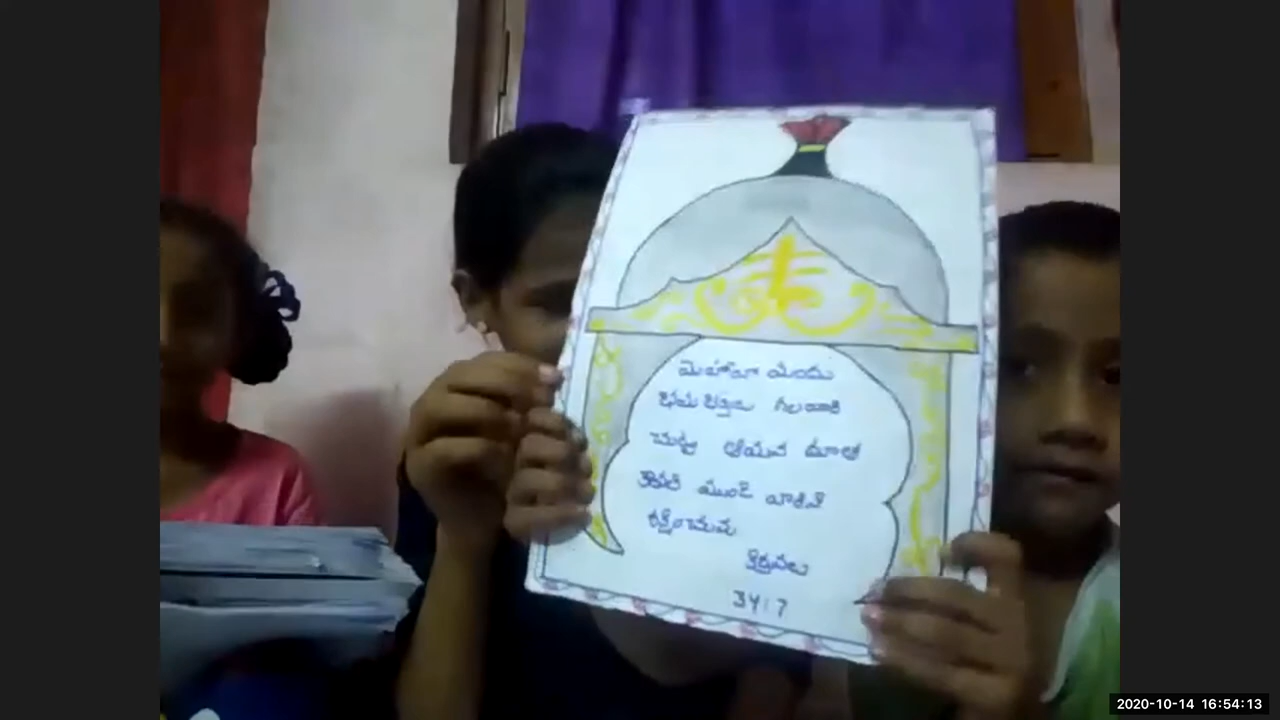 మెహోవా యందు
భయ భక్తులు గలవారి
చుట్టు ఆయన దూత
కావలి యుండి వారిని
రక్షించును
కీర్తనలు
34:7
2020-10-14 16:54:13